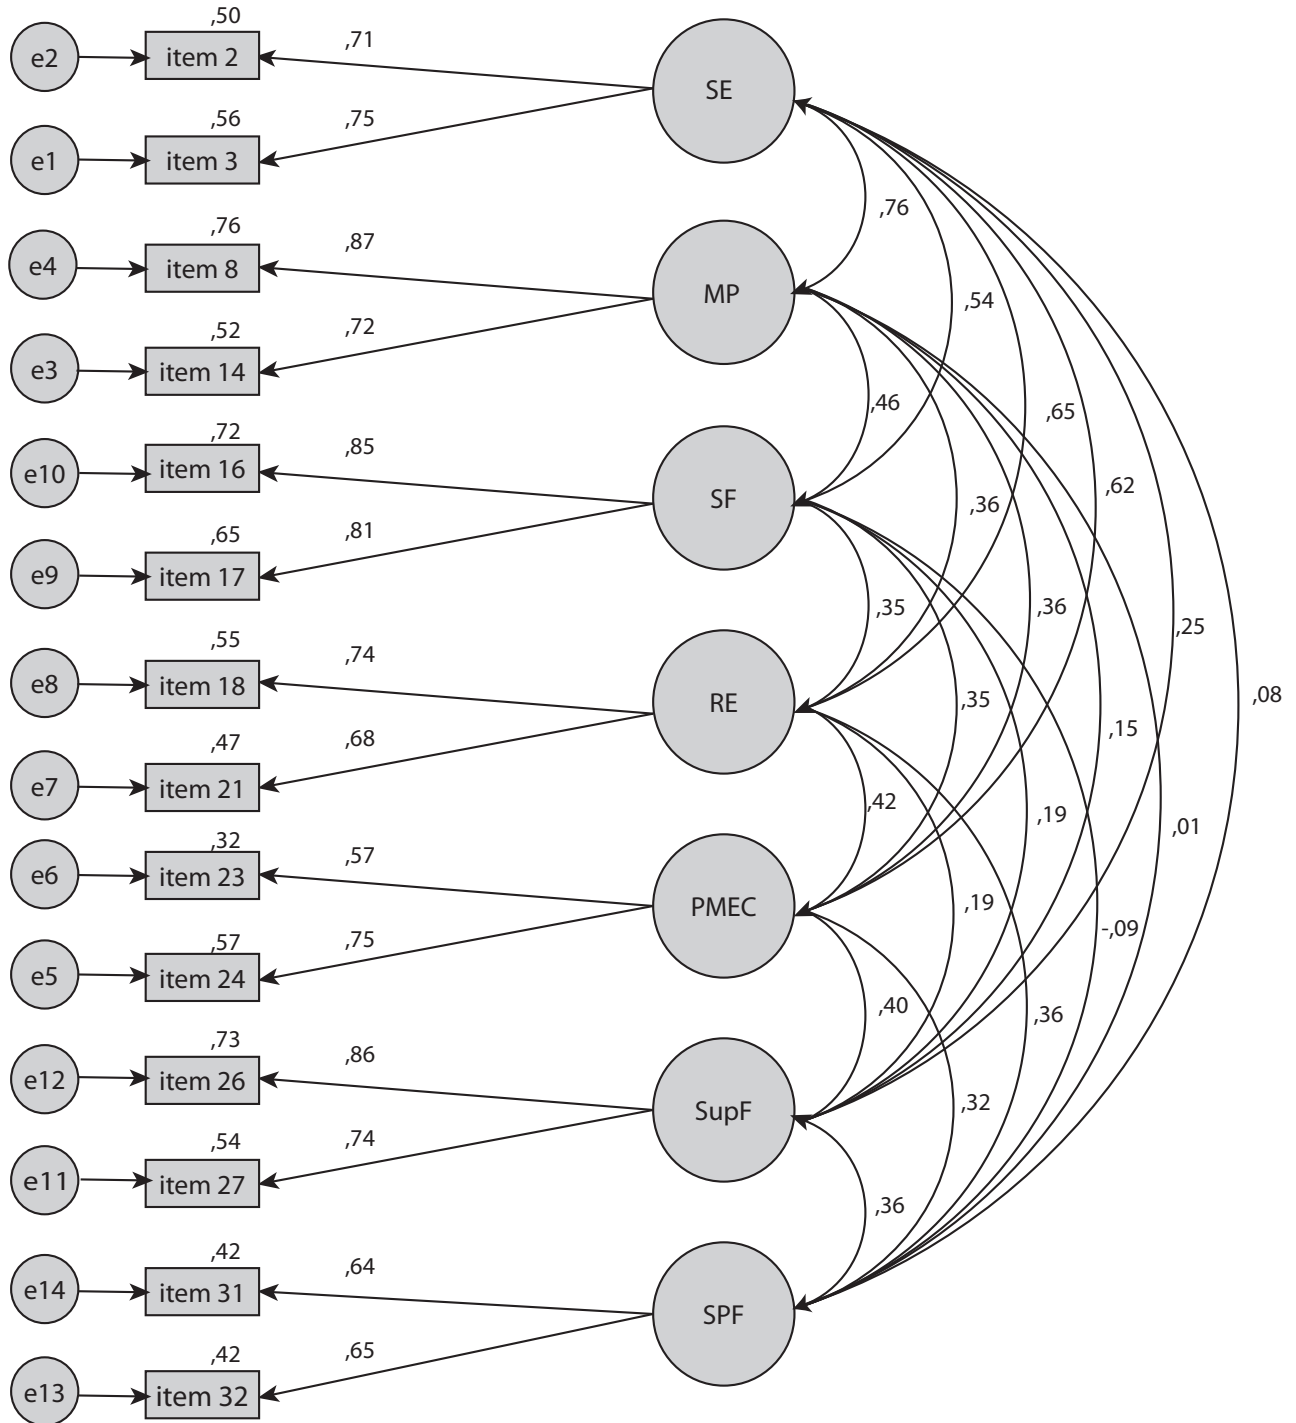 ,50
e2 item 2 ,71
SE
,56
e1 item 3 ,75
,76
,76
e4 item 8 ,87
MP
,54
,52
e3 item 14 ,72
,46
,65
,72
e10 item 16 ,85
SF
,62
,36
,65
e9 item 17 ,81
,35
,36
,25
,55
e8 item 18 ,74
RE
,35
,08
,15
,47
e7 item 21 ,68
,42
,19
,01
,32
e6 item 23 ,57
PMEC
,19
-,09
,57
e5 item 24 ,75
,40
,36
,73
e12 item 26 ,86
SupF
,32
,54
e11 item 27 ,74
,36
,42
e14 item 31 ,64
SPF
,42
e13 item 32 ,65